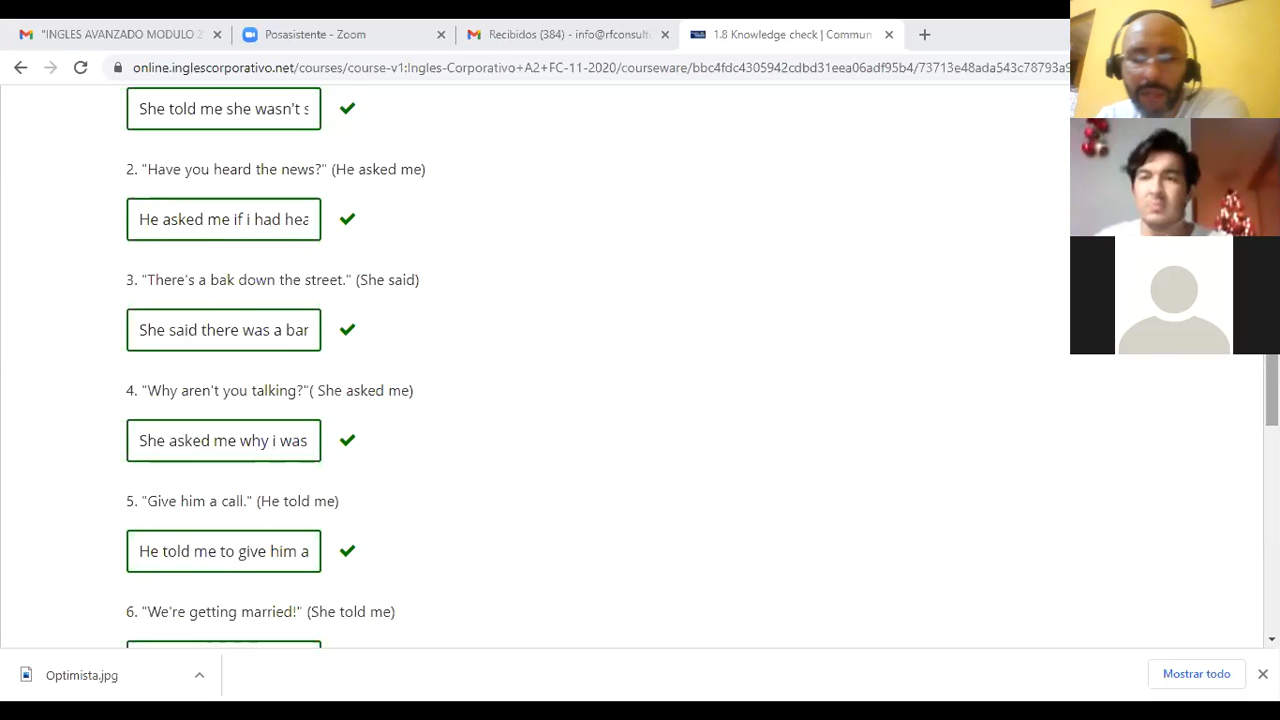 "INGLES AVANZADO MODULO 2
Posasistente - Zoom
Recibidos (384) - info@rfconsult
1.8 Knowledge check | Commun
online.inglescorporativo.net/courses/course-v1:Ingles-Corporativo+A2+FC-11-2020/courseware/bbc4fdc4305942cdbd31eea06adf95b4/73713e48ada543c78793a9
She told me she wasn't s
2. "Have you heard the news?" (He asked me)
He asked me if i had hea
3. "There's a bak down the street." (She said)
She said there was a bar
4. "Why aren't you talking?"( She asked me)
She asked me why i was
5. "Give him a call." (He told me)
He told me to give him a
6. "We're getting married!" (She told me)
Optimista.jpg
Mostrar todo